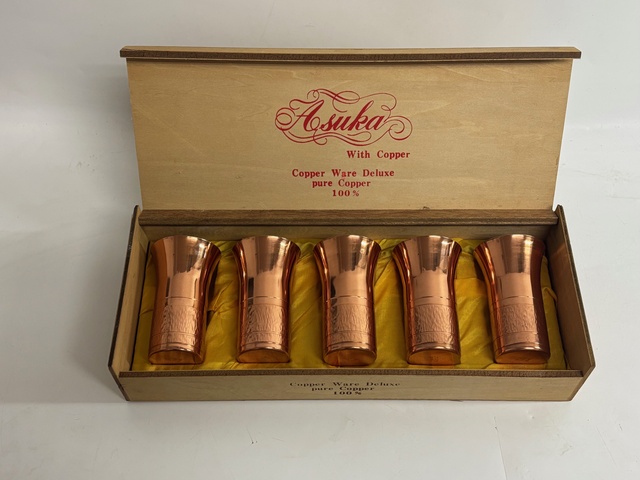 Asuka
With Copper
Copper Ware Deluxe
pure Copper
100%
Copper Ware Deluxe
pure Copper
100%